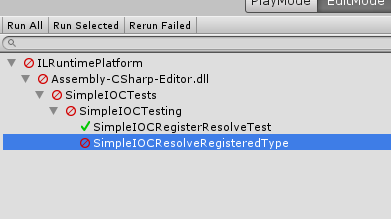 PlayMode EditMode
Run All Run Selected Rerun Failed
ILRuntimePlatform
Assembly-CSharp-Editor.dll
SimpleIOCTests
SimpleIOCTesting
SimpleIOCRegisterResolveTest
SimpleIOCResolveRegisteredType